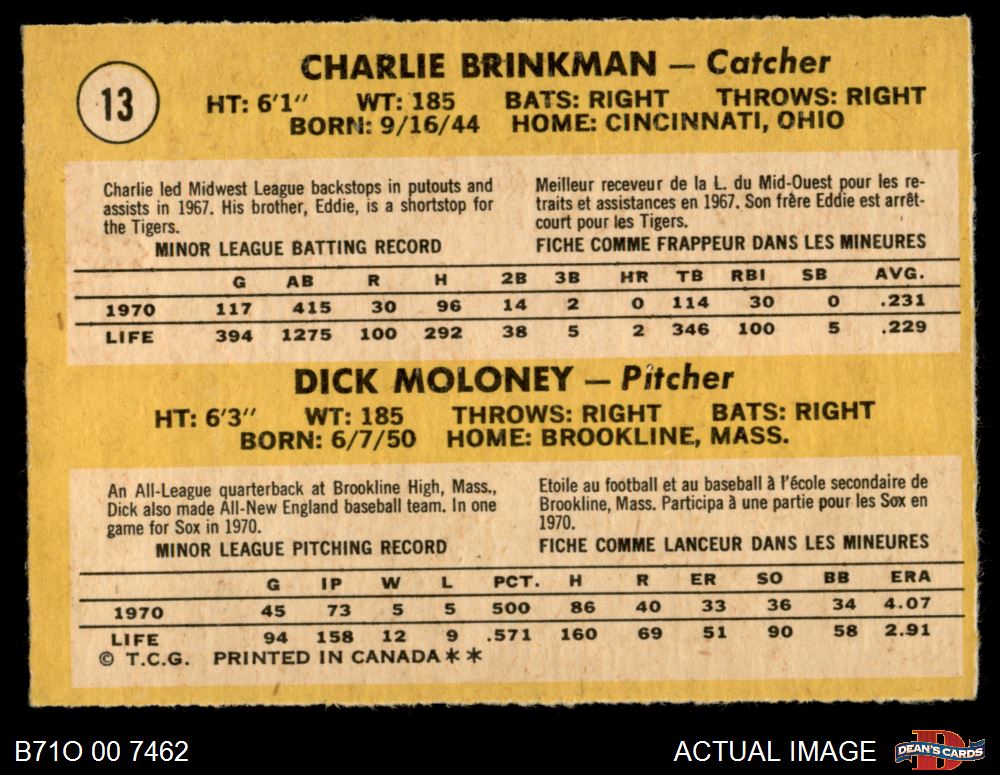 13
CHARLIE BRINKMAN — Catcher
HT: 6'1" WT: 185 BATS: RIGHT THROWS: RIGHT
BORN: 9/16/44 HOME: CINCINNATI, OHIO
Charlie led Midwest League backstops in putouts and
assists in 1967. His brother, Eddie, is a shortstop for
the Tigers.
MINOR LEAGUE BATTING RECORD
Meilleur receveur de la L. du Mid-Ouest pour les re-
traits et assistances en 1967. Son frère Eddie est arrêt-
court pour les Tigers.
FICHE COMME FRAPPEUR DANS LES MINEURES
G AB R H 2B 3B HR TB RBI SB AVG.
1970 117 415 30 96 14 2 0 114 30 0 .231
LIFE 394 1275 100 292 38 5 2 346 100 5 .229
DICK MOLONEY — Pitcher
HT: 6'3" WT: 185 THROWS: RIGHT BATS: RIGHT
BORN: 6/7/50 HOME: BROOKLINE, MASS.
An All-League quarterback at Brookline High, Mass.,
Dick also made All-New England baseball team. In one
game for Sox in 1970.
MINOR LEAGUE PITCHING RECORD
Etoile au football et au baseball à l'école secondaire de
Brookline, Mass. Participa à une partie pour les Sox en
1970.
FICHE COMME LANCEUR DANS LES MINEURES
G IP W L PCT. H R ER SO BB ERA
1970 45 73 5 5 500 86 40 33 36 34 4.07
LIFE 94 158 12 9 .571 160 69 51 90 58 2.91
© T.C.G. PRINTED IN CANADA * *
B71O 00 7462
ACTUAL IMAGE
DEAN'S CARDS